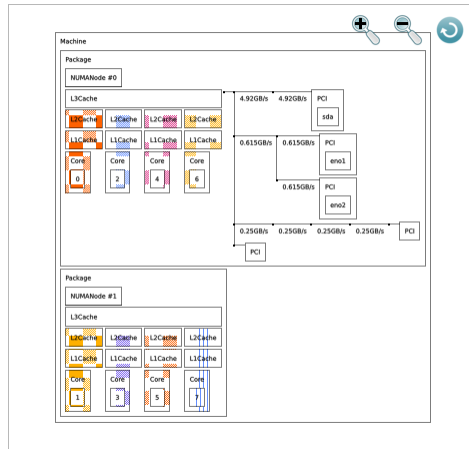 Machine
Package
NUMANode #0
L3Cache
4.92GB/s 4.92GB/s PCI
sda
L2Cache L2Cache L2Cache L2Cache
L1Cache L1Cache L1Cache L1Cache
0.615GB/s 0.615GB/s PCI
eno1
Core Core Core Core
0 2 4 6
0.615GB/s PCI
eno2
0.25GB/s 0.25GB/s 0.25GB/s 0.25GB/s PCI
PCI
Package
NUMANode #1
L3Cache
L2Cache L2Cache L2Cache L2Cache
L1Cache L1Cache L1Cache L1Cache
Core Core Core Core
1 3 5 7